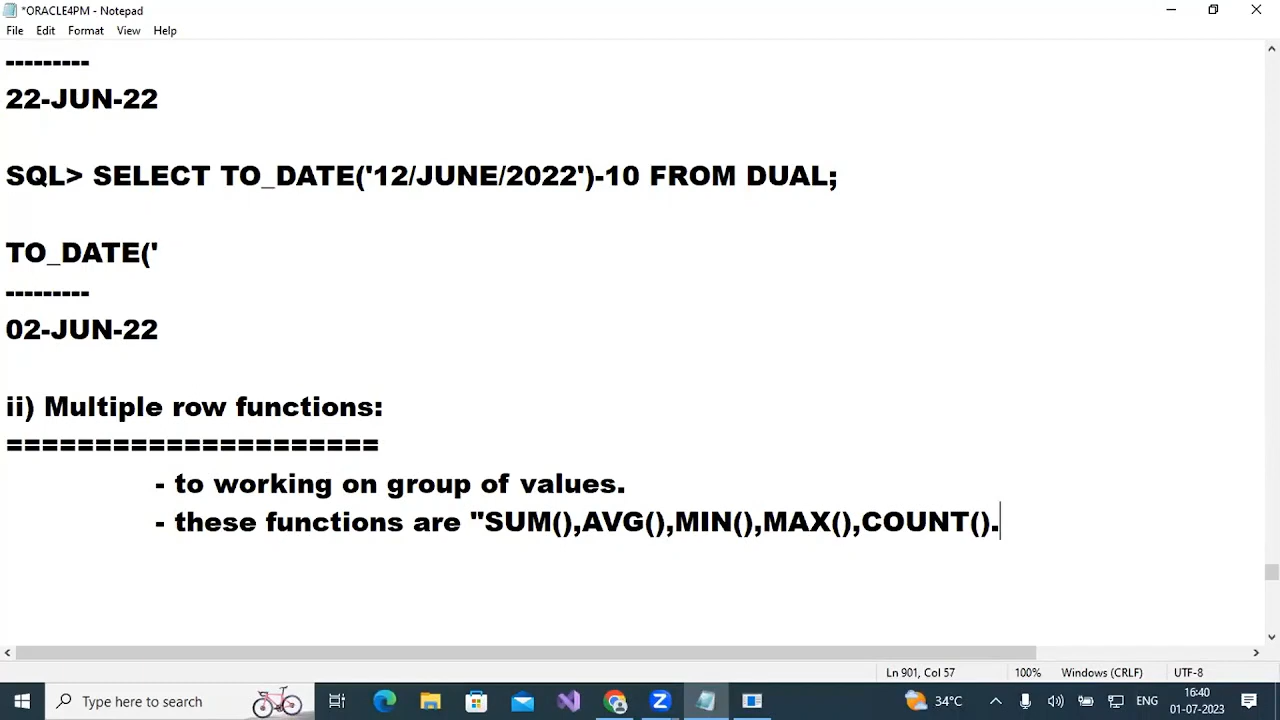 *ORACLE4PM - Notepad
File Edit Format View Help
---------
22-JUN-22
SQL> SELECT TO_DATE('12/JUNE/2022')-10 FROM DUAL;
TO_DATE('
---------
02-JUN-22
ii) Multiple row functions:
=====================
- to working on group of values.
- these functions are "SUM(),AVG(),MIN(),MAX(),COUNT().
Ln 901, Col 57 100% Windows (CRLF) UTF-8
Type here to search
34°C
ENG
16:40
01-07-2023